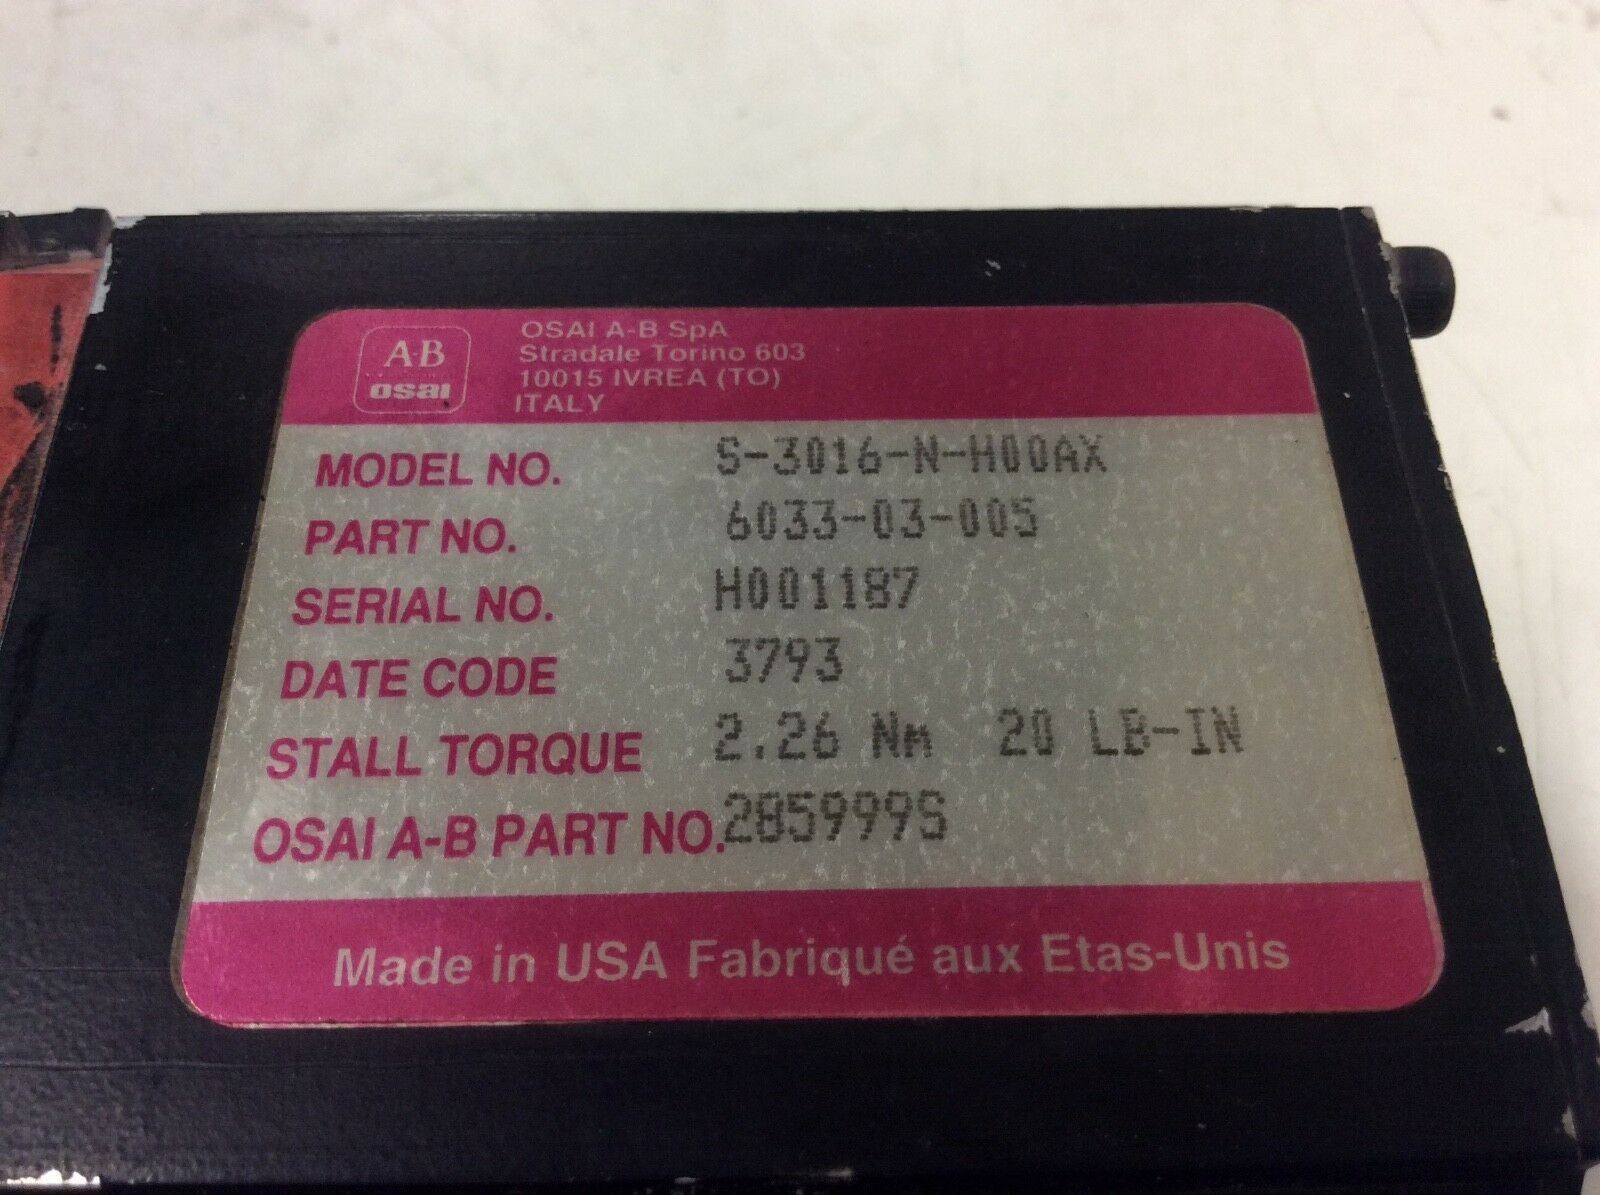 A-B
osai
OSAI A-B SpA
Stradale Torino 603
10015 IVREA (TO)
ITALY
MODEL NO. S-3016-N-H00AX
PART NO. 6033-03-005
SERIAL NO. H001187
DATE CODE 3793
STALL TORQUE 2.26 Nm 20 LB-IN
OSAI A-B PART NO. 285999S
Made in USA Fabriqué aux Etas-Unis